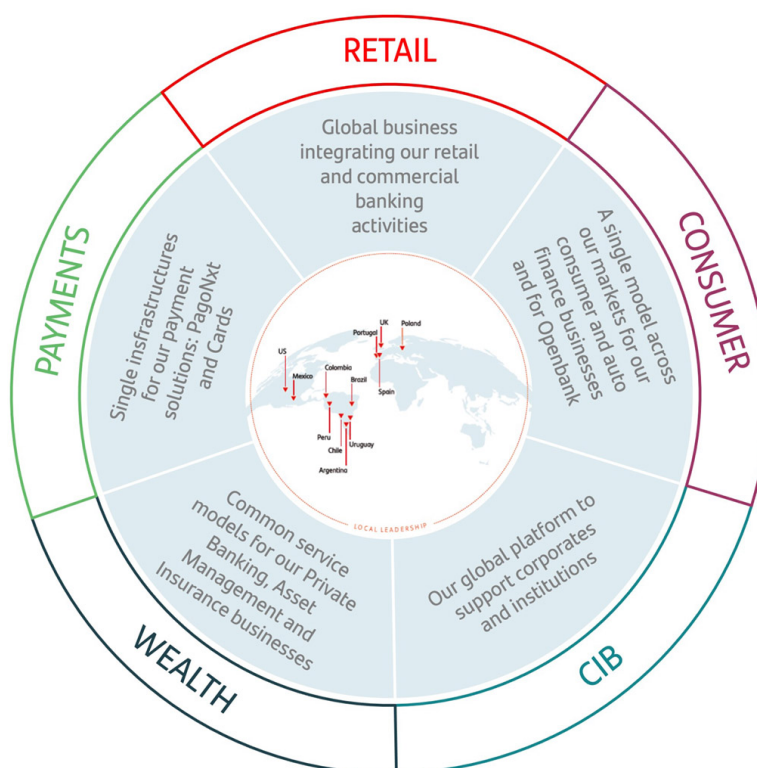 RETAIL
Global business
integrating our retail
and commercial
banking
activities
CONSUMER
A single model across
our markets for our
consumer and auto
finance businesses
and for Openbank
CIB
Our global platform to
support corporates
and institutions
WEALTH
Common service
models for our Private
Banking, Asset
Management and
Insurance businesses
PAYMENTS
Single insfrastructures
for our payment
solutions: PagoNxt
and Cards
UK
Poland
Portugal
US
Colombia
Mexico
Brazil
Spain
Peru
Uruguay
Chile
Argentina
LOCAL LEADERSHIP